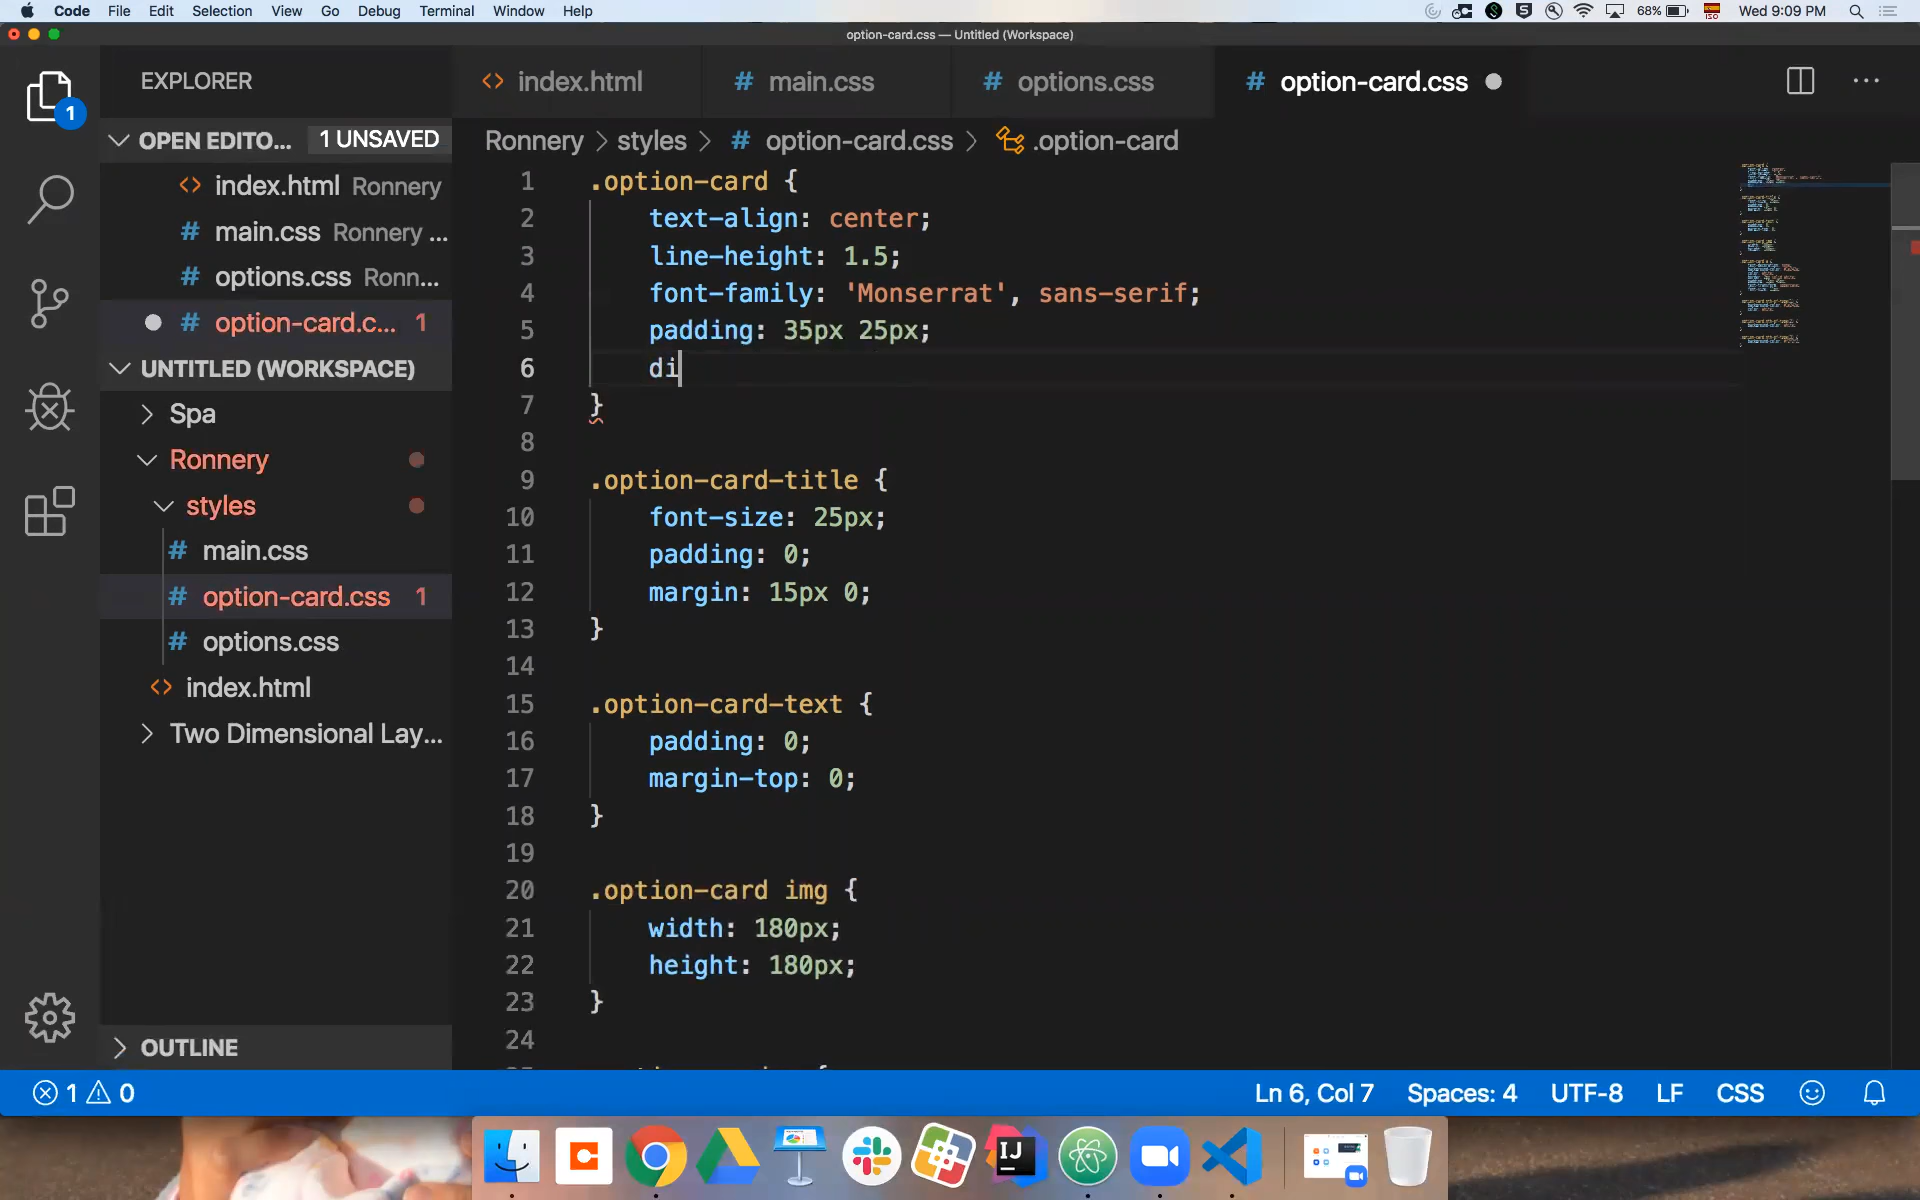 Code File Edit Selection View Go Debug Terminal Window Help 68% ISO Wed 9:09 PM
option-card.css — Untitled (Workspace)
EXPLORER
index.html main.css options.css option-card.css
OPEN EDITO... 1 UNSAVED
Ronnery > styles > # option-card.css > .option-card
index.html Ronnery
main.css Ronnery ...
options.css Ronn...
option-card.c... 1
UNTITLED (WORKSPACE)
Spa
Ronnery
styles
main.css
option-card.css 1
options.css
index.html
Two Dimensional Lay...
OUTLINE
1 .option-card {
2 text-align: center;
3 line-height: 1.5;
4 font-family: 'Monserrat', sans-serif;
5 padding: 35px 25px;
6 di
7 }
8
9 .option-card-title {
10 font-size: 25px;
11 padding: 0;
12 margin: 15px 0;
13 }
14
15 .option-card-text {
16 padding: 0;
17 margin-top: 0;
18 }
19
20 .option-card img {
21 width: 180px;
22 height: 180px;
23 }
24
1 0 Ln 6, Col 7 Spaces: 4 UTF-8 LF CSS
IJ